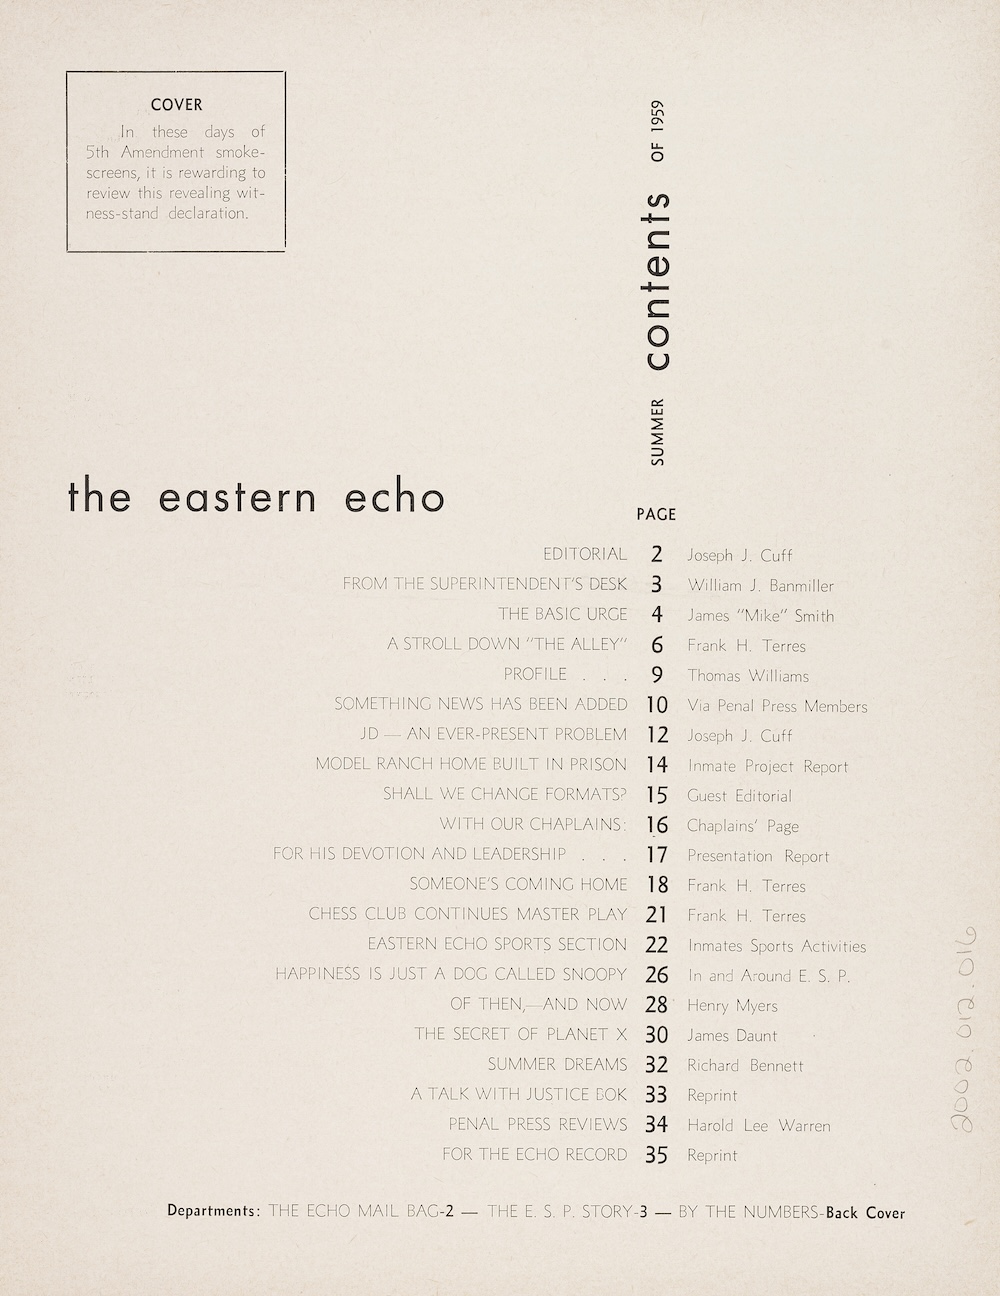 COVER
In these days of
5th Amendment smoke-
screens, it is rewarding to
review this revealing wit-
ness-stand declaration.
SUMMER contents OF 1959
the eastern echo
PAGE
EDITORIAL 2 Joseph J. Cuff
FROM THE SUPERINTENDENT'S DESK 3 William J. Banmiller
THE BASIC URGE 4 James "Mike" Smith
A STROLL DOWN "THE ALLEY" 6 Frank H. Terres
PROFILE . . . 9 Thomas Williams
SOMETHING NEWS HAS BEEN ADDED 10 Via Penal Press Members
JD — AN EVER-PRESENT PROBLEM 12 Joseph J. Cuff
MODEL RANCH HOME BUILT IN PRISON 14 Inmate Project Report
SHALL WE CHANGE FORMATS? 15 Guest Editorial
WITH OUR CHAPLAINS: 16 Chaplains' Page
FOR HIS DEVOTION AND LEADERSHIP . . . 17 Presentation Report
SOMEONE'S COMING HOME 18 Frank H. Terres
CHESS CLUB CONTINUES MASTER PLAY 21 Frank H. Terres
EASTERN ECHO SPORTS SECTION 22 Inmates Sports Activities
HAPPINESS IS JUST A DOG CALLED SNOOPY 26 In and Around E. S. P.
OF THEN,—AND NOW 28 Henry Myers
THE SECRET OF PLANET X 30 James Daunt
SUMMER DREAMS 32 Richard Bennett
A TALK WITH JUSTICE BOK 33 Reprint
PENAL PRESS REVIEWS 34 Harold Lee Warren
FOR THE ECHO RECORD 35 Reprint
Departments: THE ECHO MAIL BAG-2 — THE E. S. P. STORY-3 — BY THE NUMBERS-Back Cover
2002.012.016